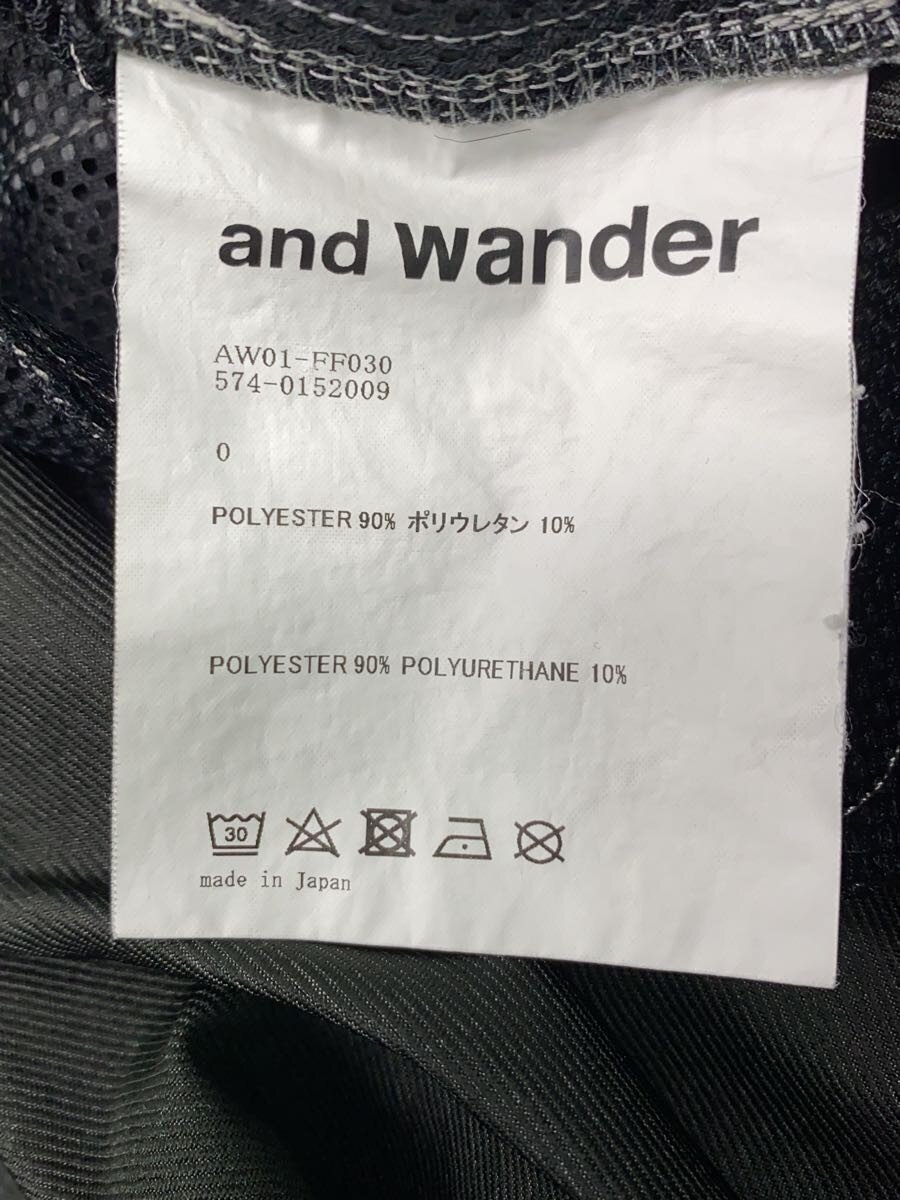 and wander
AW01-FF030
574-0152009
0
POLYESTER 90% ポリウレタン 10%
POLYESTER 90% POLYURETHANE 10%
30
made in Japan